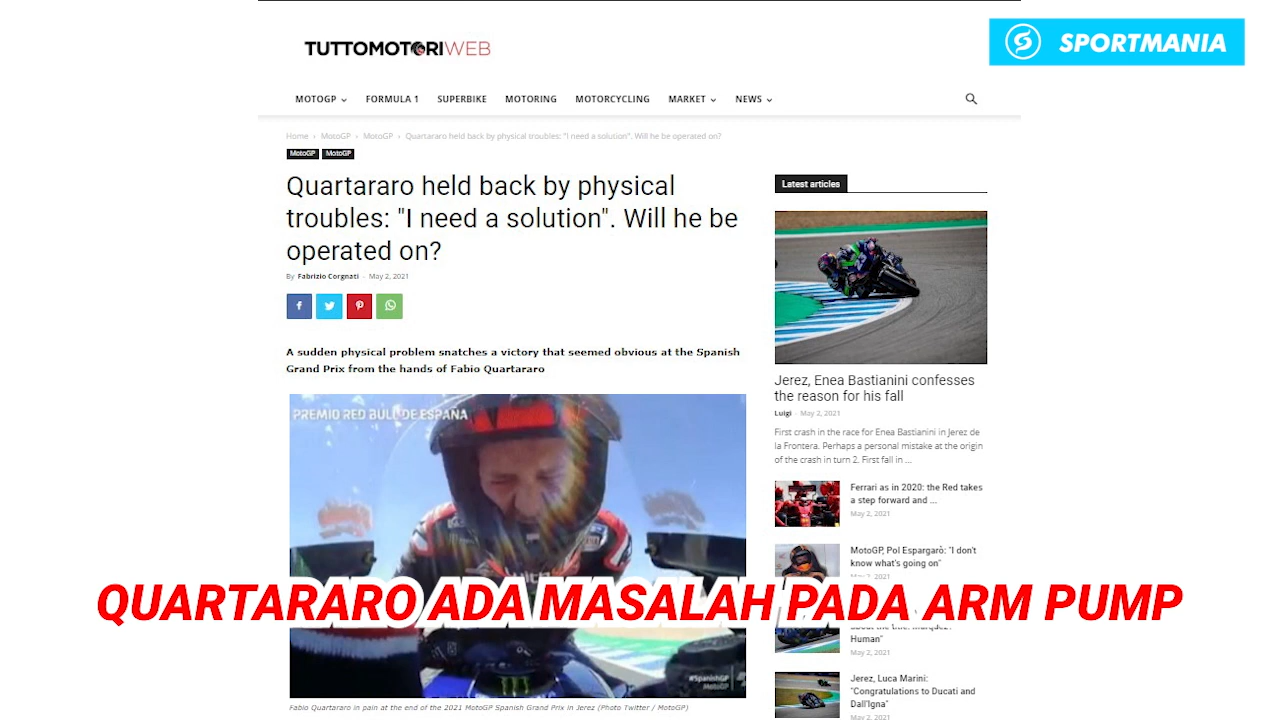 TUTTOMOTORIWEB
SPORTMANIA
MOTOGP FORMULA 1 SUPERBIKE MOTORING MOTORCYCLING MARKET NEWS
Home › MotoGP › MotoGP › Quartararo held back by physical troubles: "I need a solution". Will he be operated on?
MotoGP MotoGP
Quartararo held back by physical
troubles: "I need a solution". Will he be
operated on?
By Fabrizio Corgnati - May 2, 2021
A sudden physical problem snatches a victory that seemed obvious at the Spanish
Grand Prix from the hands of Fabio Quartararo
PREMIO RED BULL DE ESPAÑA
#SpanishGP
MotoGP
Fabio Quartararo in pain at the end of the 2021 MotoGP Spanish Grand Prix in Jerez (Photo Twitter / MotoGP)
Latest articles
Jerez, Enea Bastianini confesses
the reason for his fall
Luigi - May 2, 2021
First crash in the race for Enea Bastianini in Jerez de
la Frontera. Perhaps a personal mistake at the origin
of the crash in turn 2. First fall in ...
Ferrari as in 2020: the Red takes
a step forward and ...
May 2, 2021
MotoGP, Pol Espargarò: "I don't
know what's going on"
May 2, 2021
QUARTARARO ADA MASALAH PADA ARM PUMP
Human"
May 2, 2021
Jerez, Luca Marini:
"Congratulations to Ducati and
Dall'Igna"
May 2, 2021